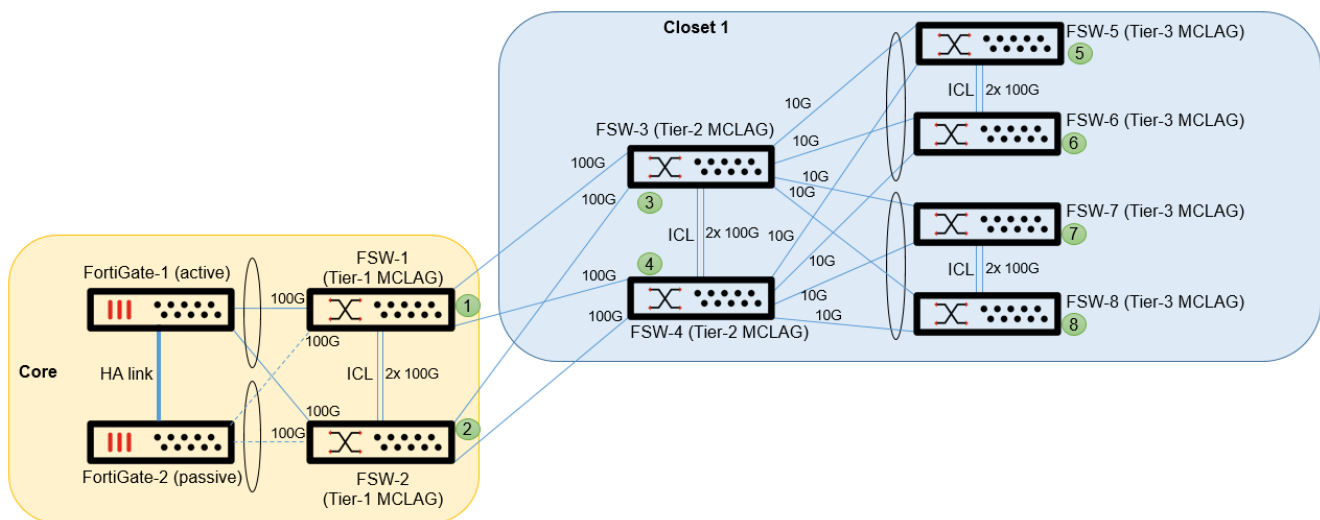 Closet 1
FSW-5 (Tier-3 MCLAG)
5
ICL
2x 100G
10G
FSW-6 (Tier-3 MCLAG)
6
10G
FSW-3 (Tier-2 MCLAG)
100G
10G
10G
FSW-7 (Tier-3 MCLAG)
7
100G
3
ICL
2x 100G
10G
10G
ICL
2x 100G
4
100G
10G
FSW-8 (Tier-3 MCLAG)
8
100G
10G
FSW-4 (Tier-2 MCLAG)
Core
FortiGate-1 (active)
FSW-1
(Tier-1 MCLAG)
100G
1
100G
HA link
ICL
2x 100G
100G
100G
2
FortiGate-2 (passive)
FSW-2
(Tier-1 MCLAG)